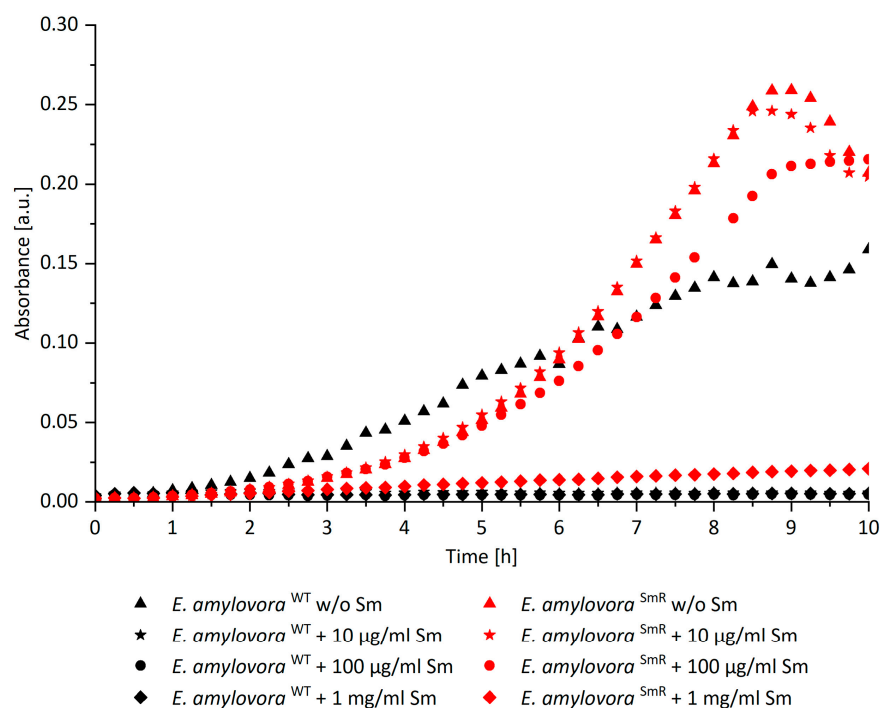 0.30
0.25
0.20
0.15
0.10
0.05
0.00
Absorbance [a.u.]
0 1 2 3 4 5 6 7 8 9 10
Time [h]
E. amylovora WT w/o Sm
E. amylovora SmR w/o Sm
E. amylovora WT + 10 µg/ml Sm
E. amylovora SmR + 10 µg/ml Sm
E. amylovora WT + 100 µg/ml Sm
E. amylovora SmR + 100 µg/ml Sm
E. amylovora WT + 1 mg/ml Sm
E. amylovora SmR + 1 mg/ml Sm